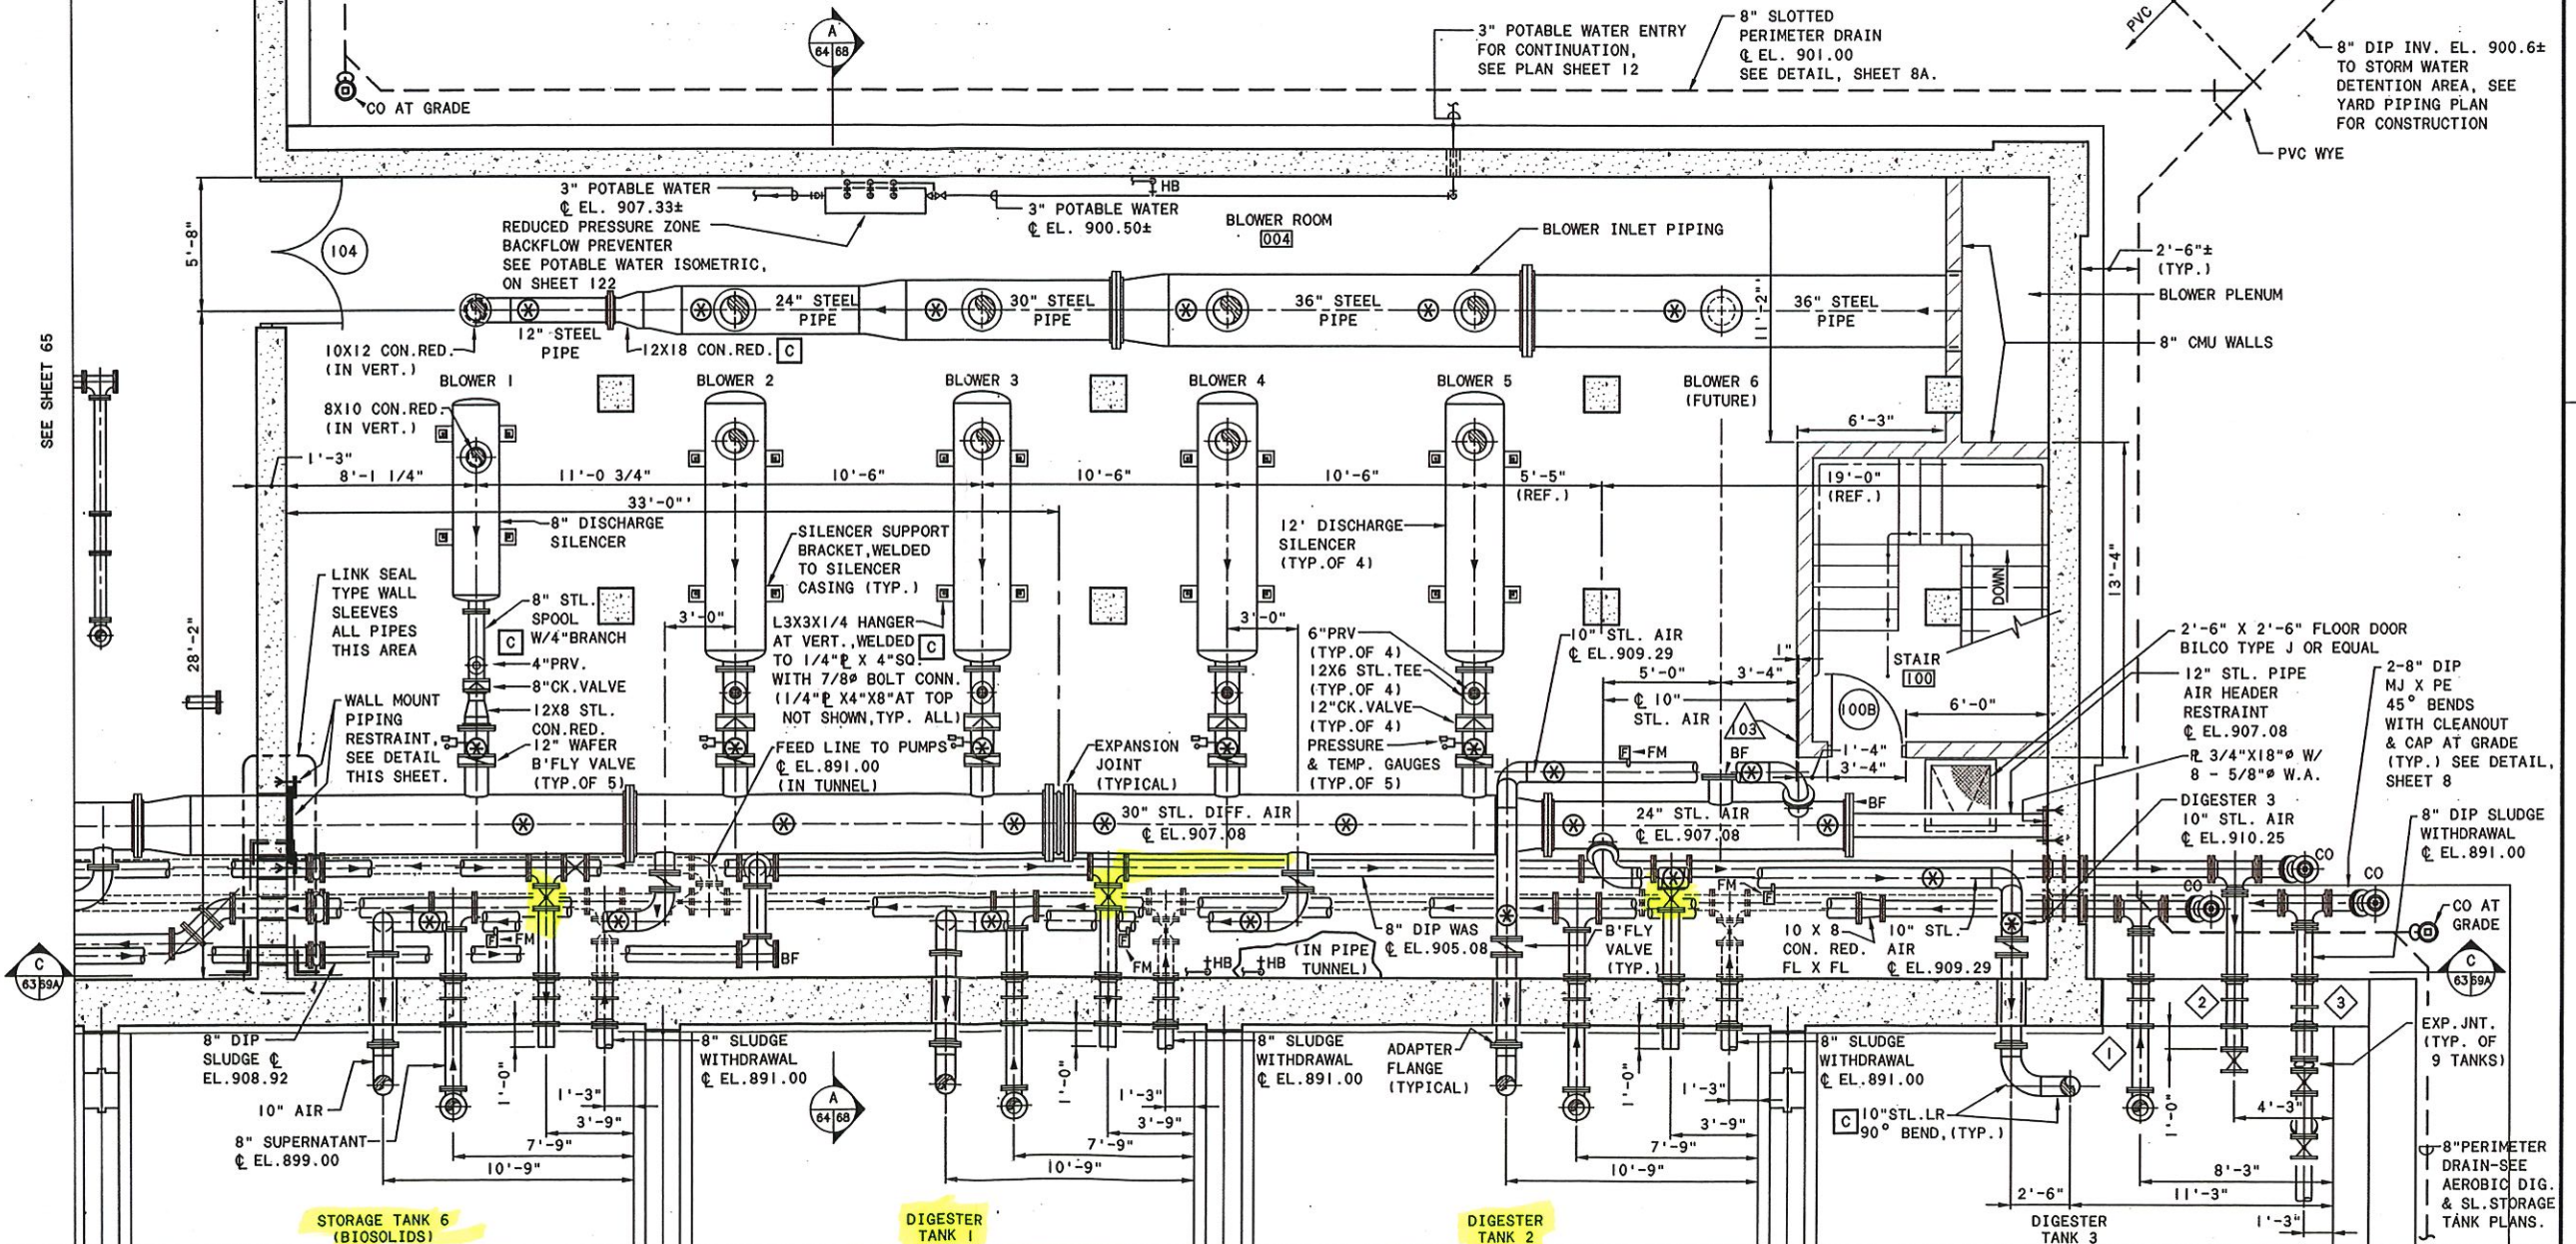 A
64 68
CO AT GRADE
3" POTABLE WATER ENTRY
FOR CONTINUATION,
SEE PLAN SHEET 12
8" SLOTTED
PERIMETER DRAIN
℄ EL. 901.00
SEE DETAIL, SHEET 8A.
PVC
8" DIP INV. EL. 900.6±
TO STORM WATER
DETENTION AREA, SEE
YARD PIPING PLAN
FOR CONSTRUCTION
PVC WYE
5'-8"
104
3" POTABLE WATER
℄ EL. 907.33±
REDUCED PRESSURE ZONE
BACKFLOW PREVENTER
SEE POTABLE WATER ISOMETRIC,
ON SHEET 122
HB
3" POTABLE WATER
℄ EL. 900.50±
BLOWER ROOM
004
BLOWER INLET PIPING
2'-6"±
(TYP.)
BLOWER PLENUM
8" CMU WALLS
11'-2"
24" STEEL
PIPE
30" STEEL
PIPE
36" STEEL
PIPE
36" STEEL
PIPE
SEE SHEET 65
10X12 CON.RED.
(IN VERT.)
12" STEEL
PIPE
12X18 CON.RED. C
BLOWER 1
BLOWER 2
BLOWER 3
BLOWER 4
BLOWER 5
BLOWER 6
(FUTURE)
8X10 CON.RED.
(IN VERT.)
6'-3"
1'-3"
8'-1 1/4"
11'-0 3/4"
10'-6"
10'-6"
10'-6"
5'-5"
(REF.)
19'-0"
(REF.)
33'-0"'
8" DISCHARGE
SILENCER
SILENCER SUPPORT
BRACKET,WELDED
TO SILENCER
CASING (TYP.)
12' DISCHARGE
SILENCER
(TYP.OF 4)
DOWN
13'-4"
28'-2"
LINK SEAL
TYPE WALL
SLEEVES
ALL PIPES
THIS AREA
8" STL.
SPOOL
C W/4"BRANCH
4"PRV.
8"CK.VALVE
12X8 STL.
CON.RED.
12" WAFER
B'FLY VALVE
(TYP.OF 5)
3'-0"
L3X3X1/4 HANGER
AT VERT.,WELDED C
TO 1/4"℄ X 4"SQ.
WITH 7/8ø BOLT CONN.
(1/4"℄ X4"X8"AT TOP
NOT SHOWN,TYP. ALL)
3'-0"
6"PRV
(TYP.OF 4)
12X6 STL.TEE
(TYP.OF 4)
12"CK.VALVE
(TYP.OF 4)
PRESSURE
& TEMP. GAUGES
(TYP.OF 5)
10" STL. AIR
℄ EL.909.29
5'-0"
3'-4"
1"
℄ 10"
STL. AIR
103
STAIR
100
100B
6'-0"
1'-4"
3'-4"
2'-6" X 2'-6" FLOOR DOOR
BILCO TYPE J OR EQUAL
12" STL. PIPE
AIR HEADER
RESTRAINT
℄ EL.907.08
℄ 3/4"X18"ø W/
8 - 5/8"ø W.A.
2-8" DIP
MJ X PE
45° BENDS
WITH CLEANOUT
& CAP AT GRADE
(TYP.) SEE DETAIL,
SHEET 8
WALL MOUNT
PIPING
RESTRAINT,
SEE DETAIL
THIS SHEET.
FEED LINE TO PUMPS
℄ EL.891.00
(IN TUNNEL)
EXPANSION
JOINT
(TYPICAL)
F FM
BF
30" STL. DIFF. AIR
℄ EL.907.08
24" STL. AIR
℄ EL.907.08
BF
DIGESTER 3
10" STL. AIR
℄ EL.910.25
8" DIP SLUDGE
WITHDRAWAL
℄ EL.891.00
CO
CO
CO
CO AT
GRADE
F FM
BF
F
FM
HB
HB
(IN PIPE
TUNNEL)
8" DIP WAS
℄ EL.905.08
B'FLY
VALVE
(TYP.)
FM F
10 X 8
CON. RED.
FL X FL
10" STL.
AIR
℄ EL.909.29
C
63 69A
C
63 69A
8" DIP
SLUDGE ℄
EL.908.92
10" AIR
8" SUPERNATANT
℄ EL.899.00
1'-0"
1'-3"
3'-9"
7'-9"
10'-9"
8" SLUDGE
WITHDRAWAL
℄ EL.891.00
A
64 68
1'-0"
1'-3"
3'-9"
7'-9"
10'-9"
8" SLUDGE
WITHDRAWAL
℄ EL.891.00
ADAPTER
FLANGE
(TYPICAL)
1'-0"
1'-3"
3'-9"
7'-9"
10'-9"
8" SLUDGE
WITHDRAWAL
℄ EL.891.00
C 10"STL.LR
90° BEND,(TYP.)
1
2
3
EXP.JNT.
(TYP. OF
9 TANKS)
1'-0"
4'-3"
8'-3"
11'-3"
2'-6"
1'-3"
8"PERIMETER
DRAIN-SEE
AEROBIC DIG.
& SL.STORAGE
TANK PLANS.
STORAGE TANK 6
(BIOSOLIDS)
DIGESTER
TANK 1
DIGESTER
TANK 2
DIGESTER
TANK 3